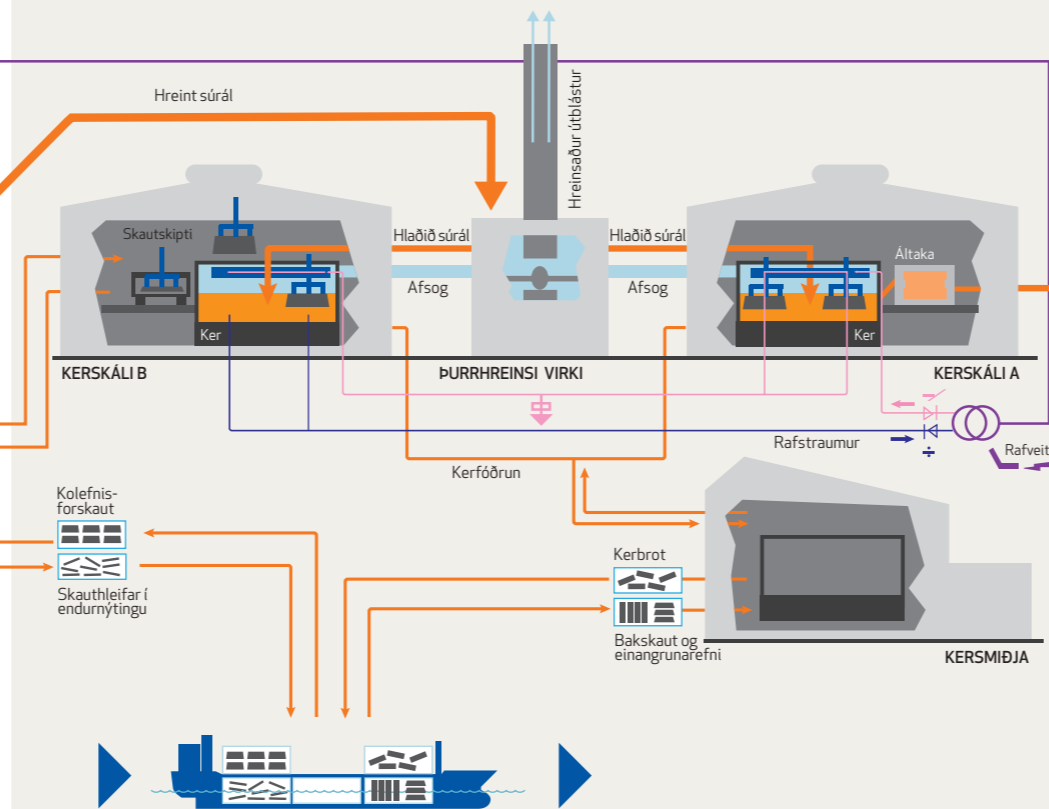 Hreint súrál
Hreinsaður útblástur
Skautskipti
Hlaðið súrál
Hlaðið súrál
Áltaka
Afsog
Afsog
Ker
Ker
KERSKÁLI B
ÞURRHREINSI VIRKI
KERSKÁLI A
Rafstraumur
÷
Rafveit
Kerfóðrun
Kolefnis-
forskaut
Skauthleifar í
endurnýtingu
Kerbrot
Bakskaut og
einangrunarefni
KERSMIÐJA